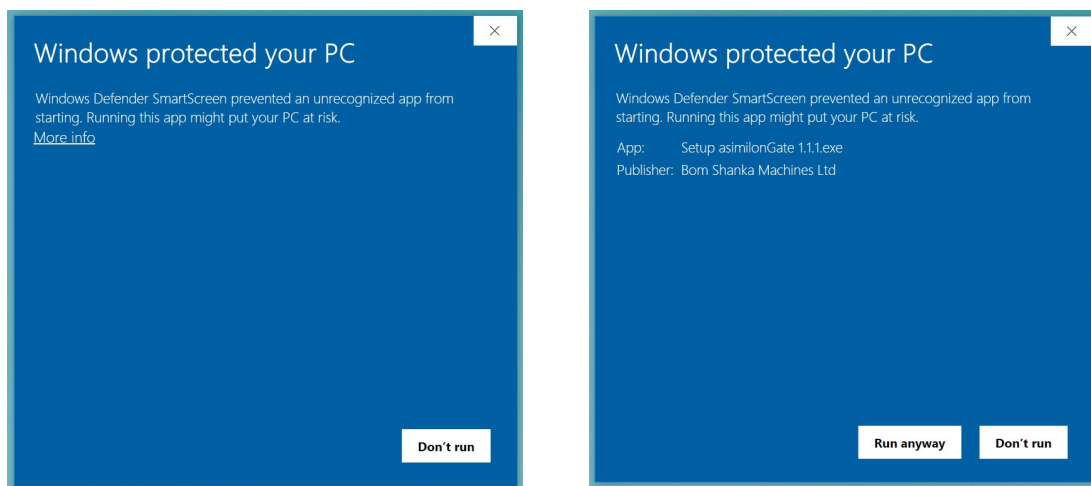 Windows protected your PC
Windows Defender SmartScreen prevented an unrecognized app from
starting. Running this app might put your PC at risk.
More info
Don't run
Windows protected your PC
Windows Defender SmartScreen prevented an unrecognized app from
starting. Running this app might put your PC at risk.
App: Setup asimilonGate 1.1.1.exe
Publisher: Bom Shanka Machines Ltd
Run anyway Don't run